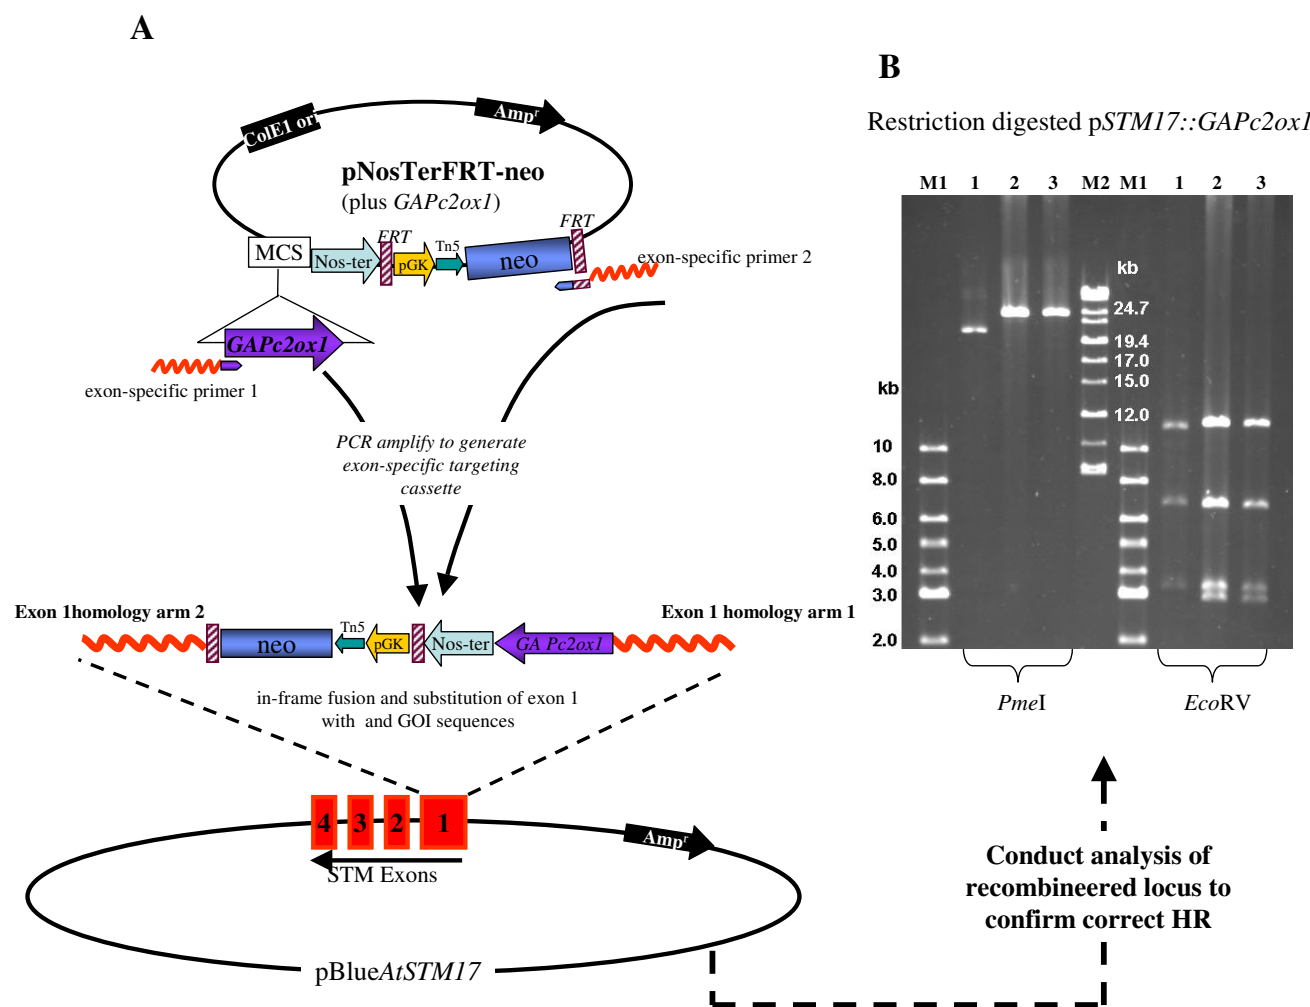 A
ColE1 ori
Ampr
pNosTerFRT-neo
(plus GAPc2ox1)
MCS
Nos-ter
FRT
pGK
Tn5
neo
FRT
exon-specific primer 2
GAPc2ox1
exon-specific primer 1
PCR amplify to generate
exon-specific targeting
cassette
Exon 1homology arm 2
Exon 1 homology arm 1
neo
Tn5
pGK
Nos-ter
GA Pc2ox1
in-frame fusion and substitution of exon 1
with and GOI sequences
4
3
2
1
STM Exons
Ampr
pBlueAtSTM17
B
Restriction digested pSTM17::GAPc2ox1
M1 1 2 3 M2 M1 1 2 3
kb
24.7
19.4
17.0
15.0
12.0
kb
10
8.0
6.0
5.0
4.0
3.0
2.0
PmeI
EcoRV
Conduct analysis of
recombineered locus to
confirm correct HR